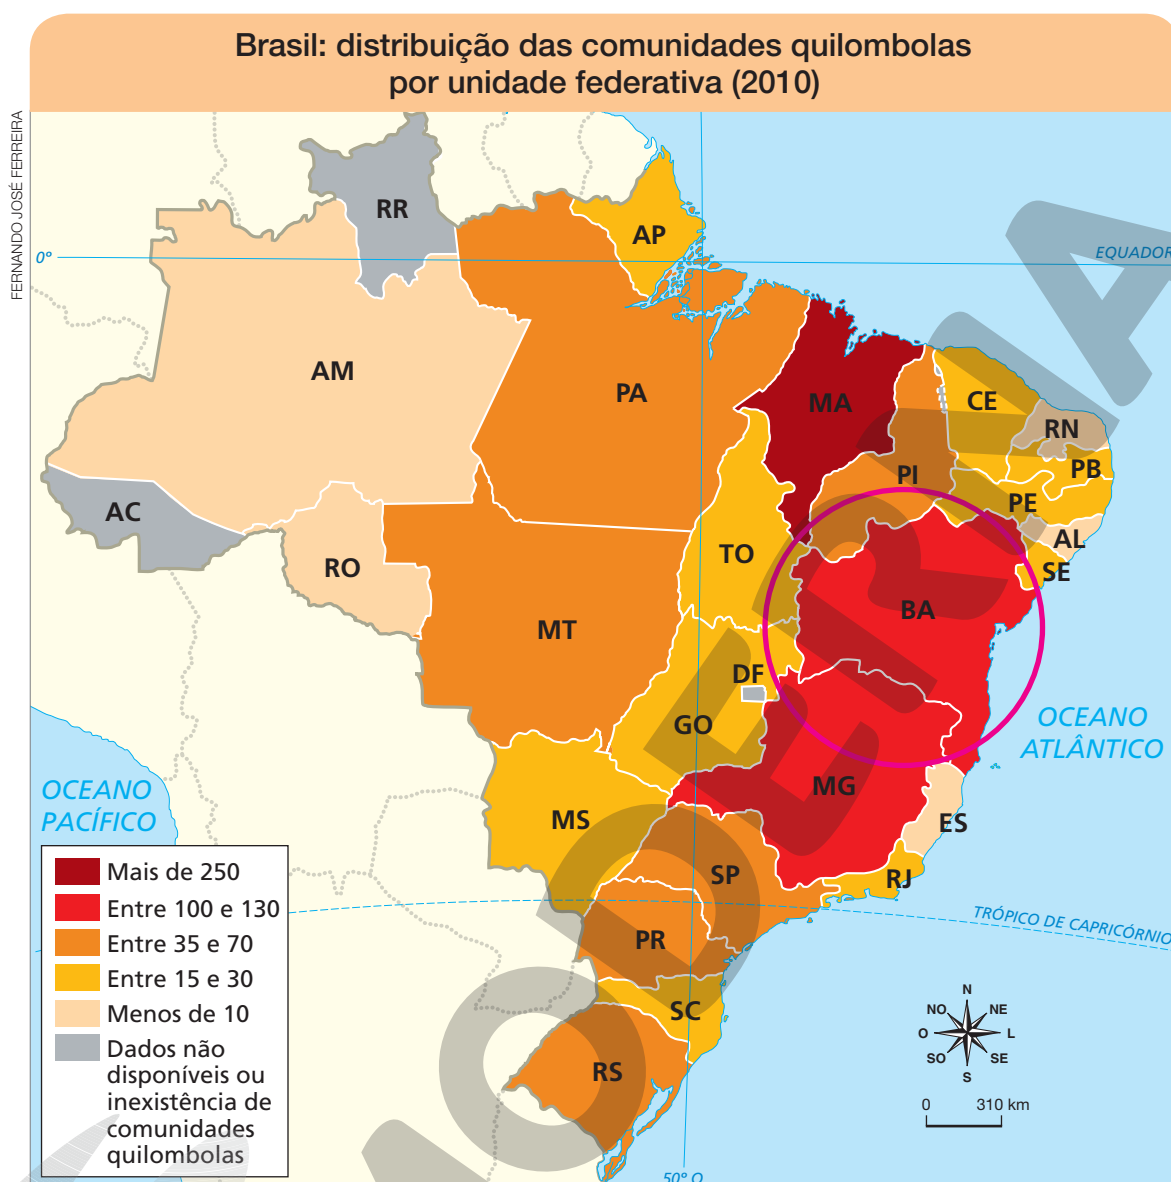 Brasil: distribuição das comunidades quilombolas
por unidade federativa (2010)
FERNANDO JOSÉ FERREIRA
RR
AP
0º
EQUADOR
AM
PA
MA
CE
RN
PB
PI
PE
AC
AL
TO
RO
SE
BA
MT
DF
GO
OCEANO
ATLÂNTICO
OCEANO
PACÍFICO
MG
MS
ES
SP
RJ
PR
TRÓPICO DE CAPRICÓRNIO
SC
RS
Mais de 250
Entre 100 e 130
Entre 35 e 70
Entre 15 e 30
Menos de 10
Dados não
disponíveis ou
inexistência de
comunidades
quilombolas
N
NO NE
O L
SO SE
S
0 310 km
50º O